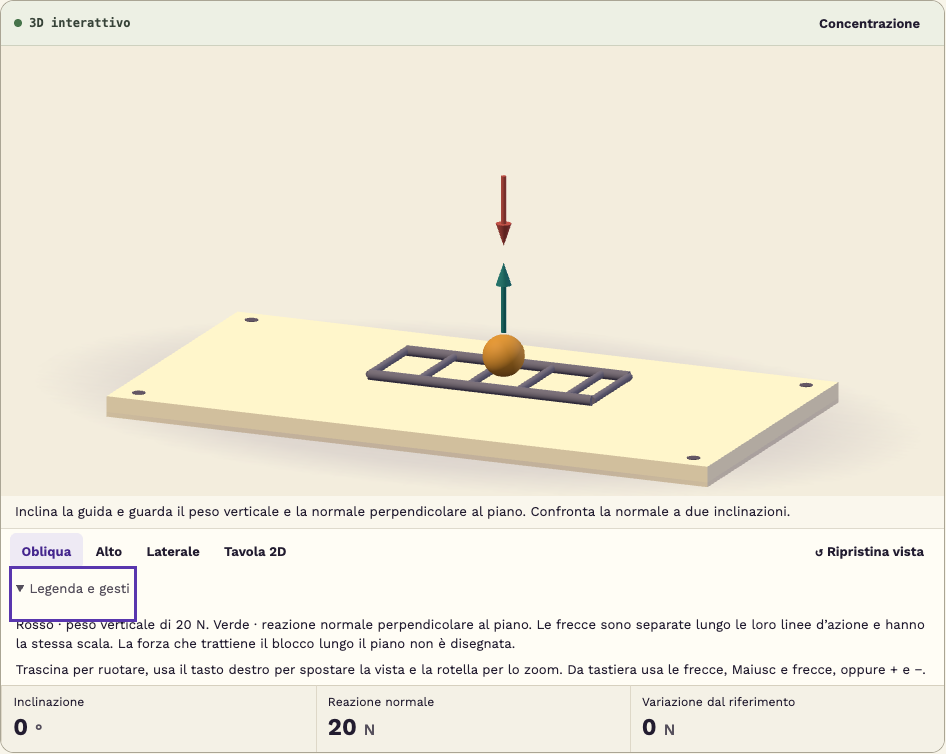 3D interattivo
Concentrazione
Inclina la guida e guarda il peso verticale e la normale perpendicolare al piano. Confronta la normale a due inclinazioni.
Obliqua Alto Laterale Tavola 2D ↺ Ripristina vista
▼ Legenda e gesti
Rosso · peso verticale di 20 N. Verde · reazione normale perpendicolare al piano. Le frecce sono separate lungo le loro linee d’azione e hanno
la stessa scala. La forza che trattiene il blocco lungo il piano non è disegnata.
Trascina per ruotare, usa il tasto destro per spostare la vista e la rotella per lo zoom. Da tastiera usa le frecce, Maiusc e frecce, oppure + e −.
Inclinazione
0 °
Reazione normale
20 N
Variazione dal riferimento
0 N